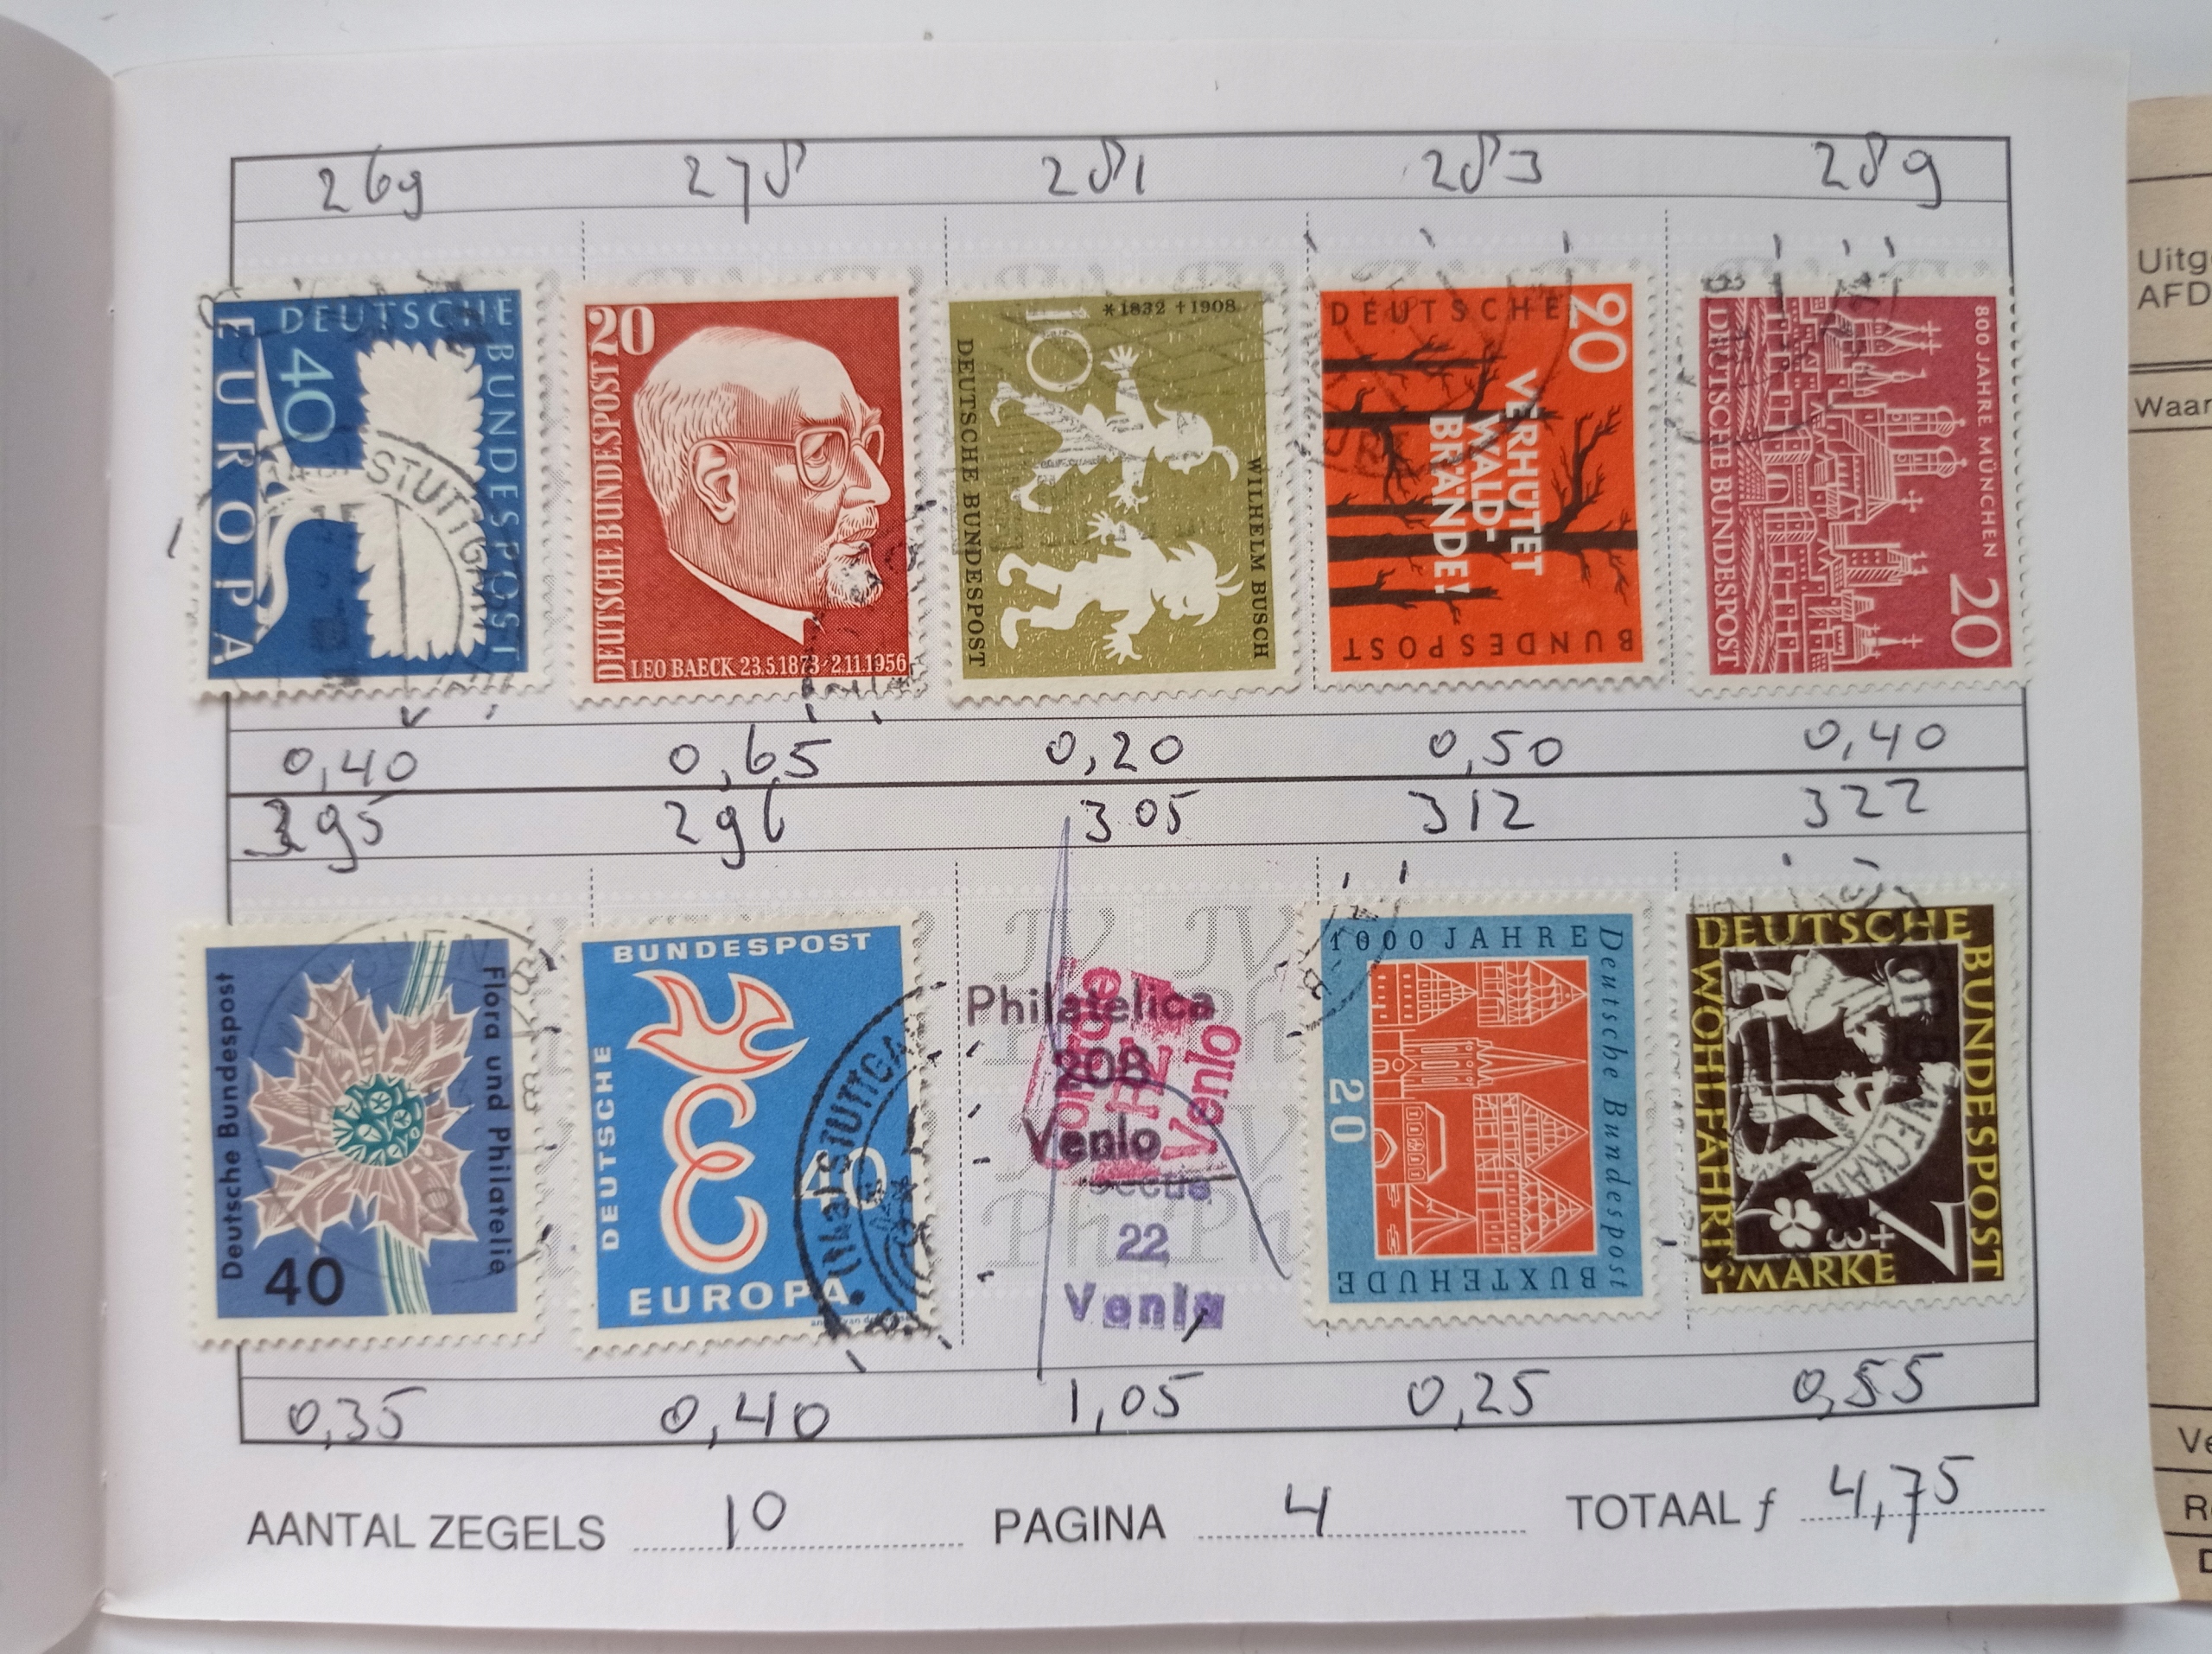 269 278 281 283 289
DEUTSCHE BUNDESPOST
40
EUROPA
STUTTGART
20
DEUTSCHE BUNDESPOST
LEO BAECK 23.5.1873-2.11.1956
*1832 †1908
10
DEUTSCHE BUNDESPOST
WILHELM BUSCH
DEUTSCHE
20
VERHÜTET
WALD-
BRÄNDE!
BUNDESPOST
800 JAHRE MÜNCHEN
DEUTSCHE BUNDESPOST
20
0,40 0,65 0,20 0,50 0,40
295 296 305 312 322
Deutsche Bundespost
Flora und Philatelie
40
BUNDESPOST
DEUTSCHE
40
EUROPA
STUTTGA
Philatelica
208
Venlo
Venlo
22
Venlo
1000 JAHRE
Deutsche Bundespost
20
BUXTEHUDE
DEUTSCHE BUNDESPOST
WOHLFAHRTS-
MARKE
7
+3
0,35 0,40 1,05 0,25 0,55
AANTAL ZEGELS 10 PAGINA 4 TOTAAL f 4,75
Uitg
AFD
Waar